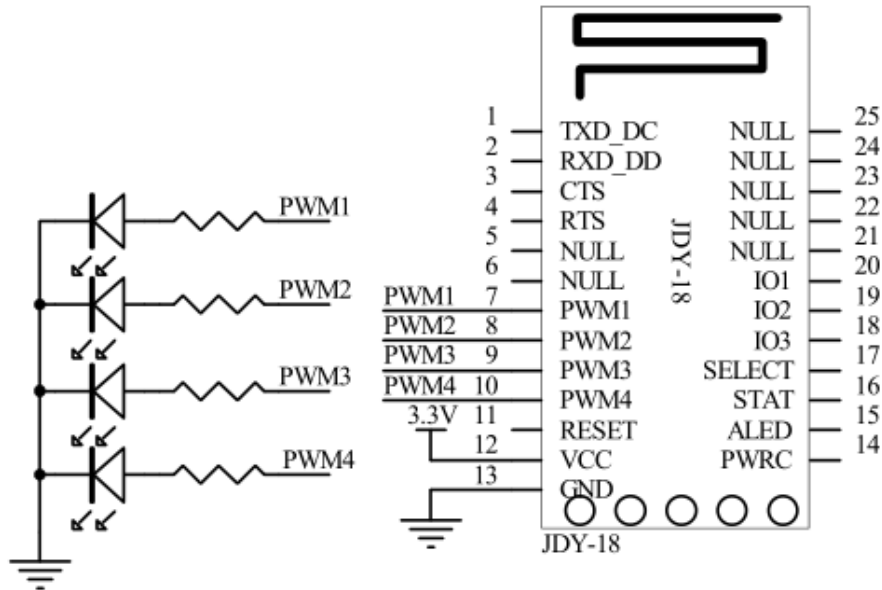 PWM1
PWM2
PWM3
PWM4
1 TXD_DC NULL 25
2 RXD_DD NULL 24
3 CTS NULL 23
4 RTS NULL 22
5 NULL NULL 21
6 NULL IO1 20
PWM1 7 PWM1 IO2 19
PWM2 8 PWM2 IO3 18
PWM3 9 PWM3 SELECT 17
PWM4 10 PWM4 STAT 16
3.3V 11 RESET ALED 15
12 VCC PWRC 14
13 GND
JDY-18
JDY-18